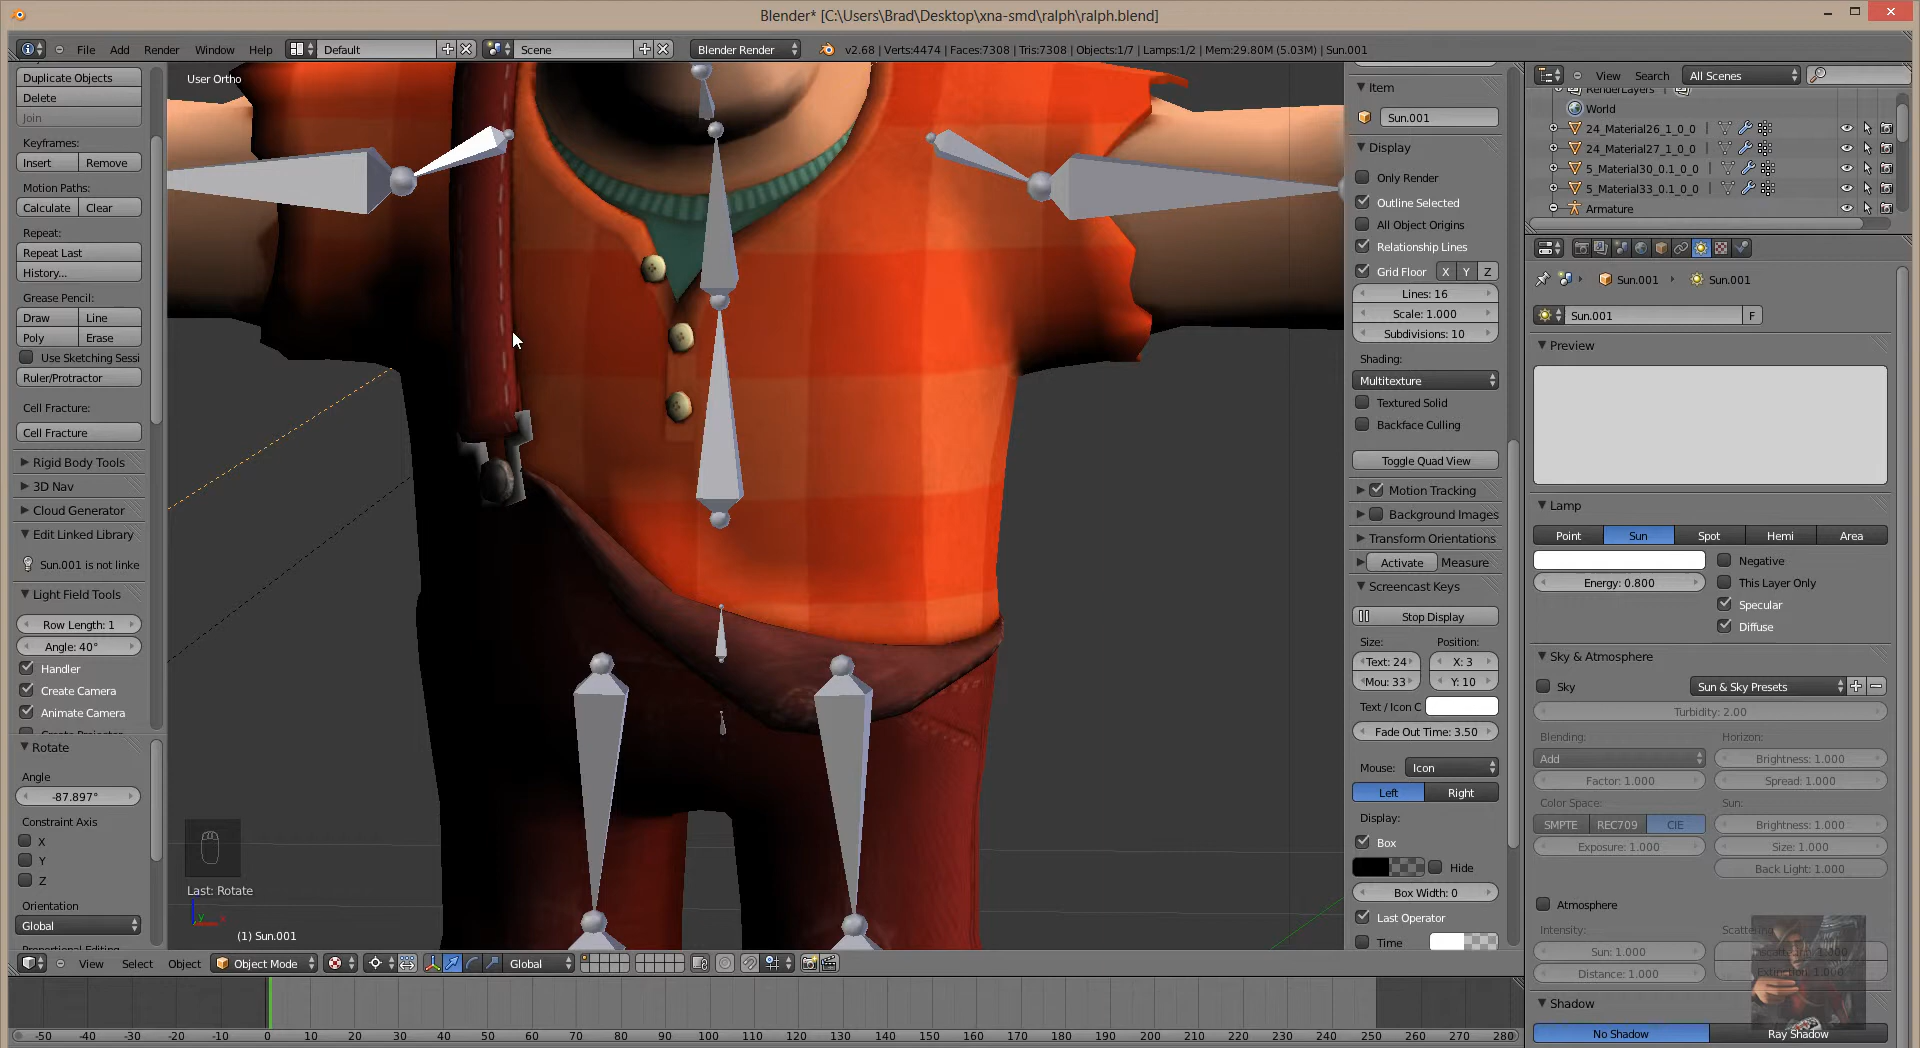 Blender* [C:\Users\Brad\Desktop\xna-smd\ralph\ralph.blend]
File Add Render Window Help Default Scene Blender Render v2.68 | Verts:4474 | Faces:7308 | Tris:7308 | Objects:1/7 | Lamps:1/2 | Mem:29.80M (5.03M) | Sun.001
Duplicate Objects
Delete
Join
Keyframes:
Insert Remove
Motion Paths:
Calculate Clear
Repeat:
Repeat Last
History...
Grease Pencil:
Draw Line
Poly Erase
Use Sketching Sessi
Ruler/Protractor
Cell Fracture:
Cell Fracture
Rigid Body Tools
3D Nav
Cloud Generator
Edit Linked Library
Sun.001 is not linke
Light Field Tools
Row Length: 1
Angle: 40°
Handler
Create Camera
Animate Camera
Rotate
Angle
-87.897°
Constraint Axis
X
Y
Z
Orientation
Global
User Ortho
Last: Rotate
(1) Sun.001
View Select Object Object Mode Global
-50 -40 -30 -20 -10 0 10 20 30 40 50 60 70 80 90 100 110 120 130 140 150 160 170 180 190 200 210 220 230 240 250 260 270 280
Item
Sun.001
Display
Only Render
Outline Selected
All Object Origins
Relationship Lines
Grid Floor X Y Z
Lines: 16
Scale: 1.000
Subdivisions: 10
Shading:
Multitexture
Textured Solid
Backface Culling
Toggle Quad View
Motion Tracking
Background Images
Transform Orientations
Activate Measure
Screencast Keys
Stop Display
Size: Position:
Text: 24 X: 3
Mou: 33 Y: 10
Text / Icon C
Fade Out Time: 3.50
Mouse: Icon
Left Right
Display:
Box
Hide
Box Width: 0
Last Operator
Time
View Search All Scenes
RenderLayers
World
24_Material26_1_0_0
24_Material27_1_0_0
5_Material30_0.1_0_0
5_Material33_0.1_0_0
Armature
Sun.001 Sun.001
Sun.001 F
Preview
Lamp
Point Sun Spot Hemi Area
Negative
Energy: 0.800 This Layer Only
Specular
Diffuse
Sky & Atmosphere
Sky Sun & Sky Presets
Turbidity: 2.00
Blending: Horizon:
Add Brightness: 1.000
Factor: 1.000 Spread: 1.000
Color Space: Sun:
SMPTE REC709 CIE Brightness: 1.000
Exposure: 1.000 Size: 1.000
Back Light: 1.000
Atmosphere
Intensity:
Sun: 1.000
Distance: 1.000
Shadow
No Shadow Ray Shadow